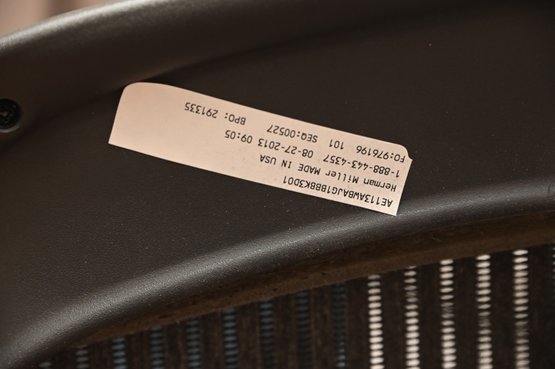 AE113AWBAJG1BBBK3D01
Herman Miller MADE IN USA
1-888-443-4357 08-27-2013 09:05
FO:976196 101 SEQ:00527 BPO: 291335